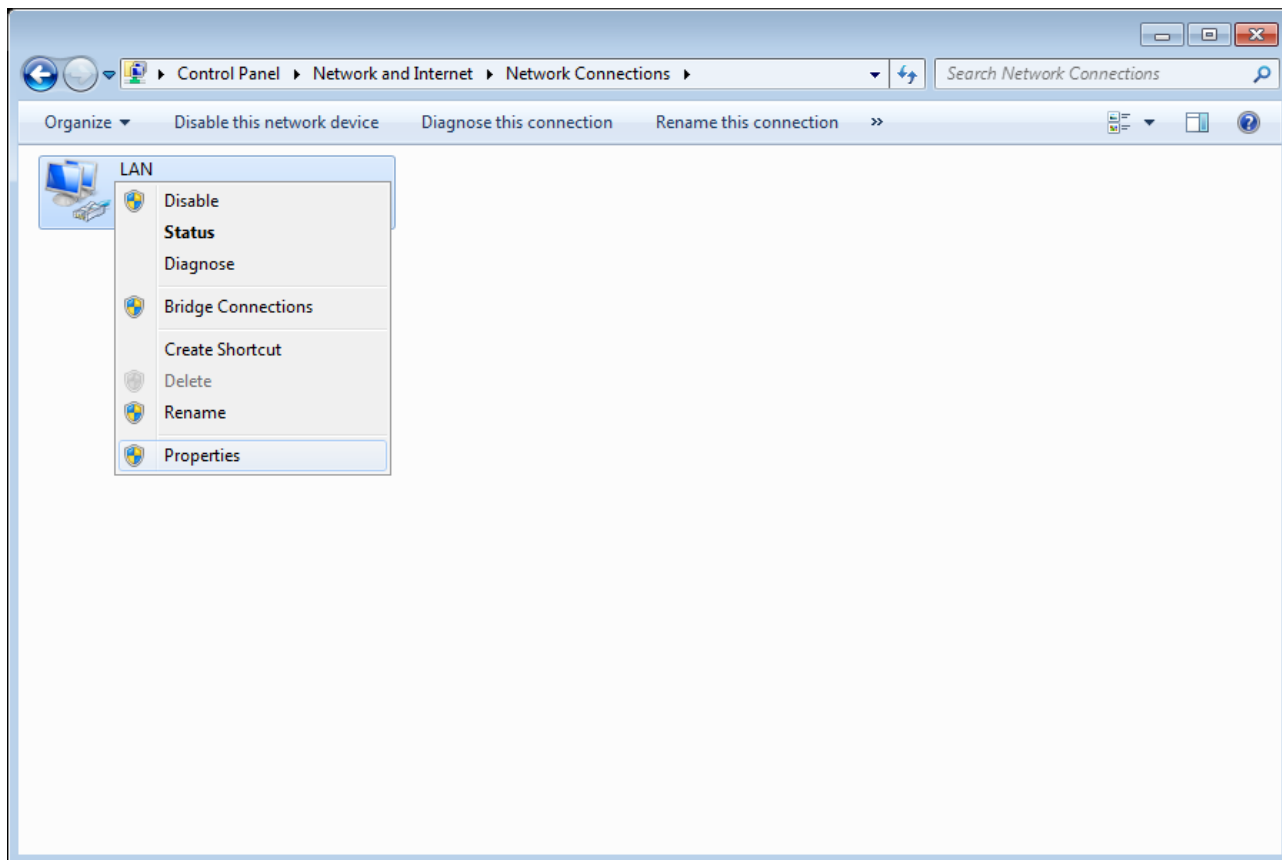 Control Panel Network and Internet Network Connections Search Network Connections
Organize Disable this network device Diagnose this connection Rename this connection »
LAN
Disable
Status
Diagnose
Bridge Connections
Create Shortcut
Delete
Rename
Properties